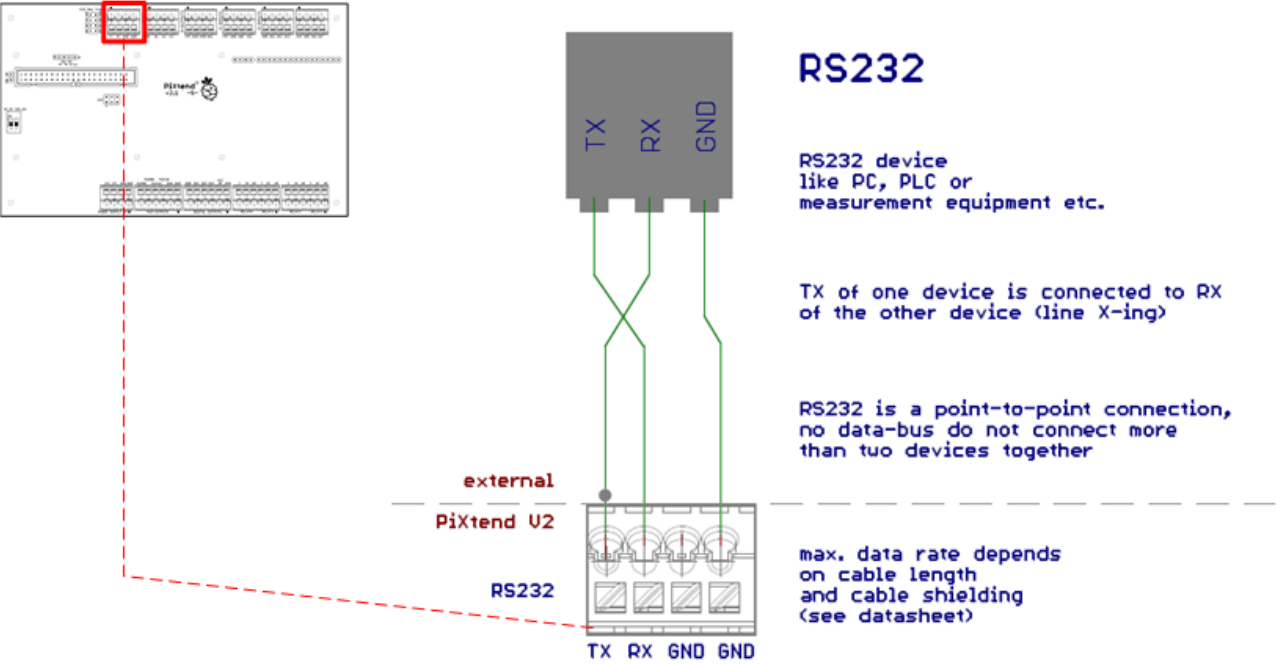 PiXtend
TX
RX
GND
RS232
RS232 device
like PC, PLC or
measurement equipment etc.
TX of one device is connected to RX
of the other device (line X-ing)
RS232 is a point-to-point connection,
no data-bus do not connect more
than two devices together
external
PiXtend V2
RS232
max. data rate depends
on cable length
and cable shielding
(see datasheet)
TX RX GND GND